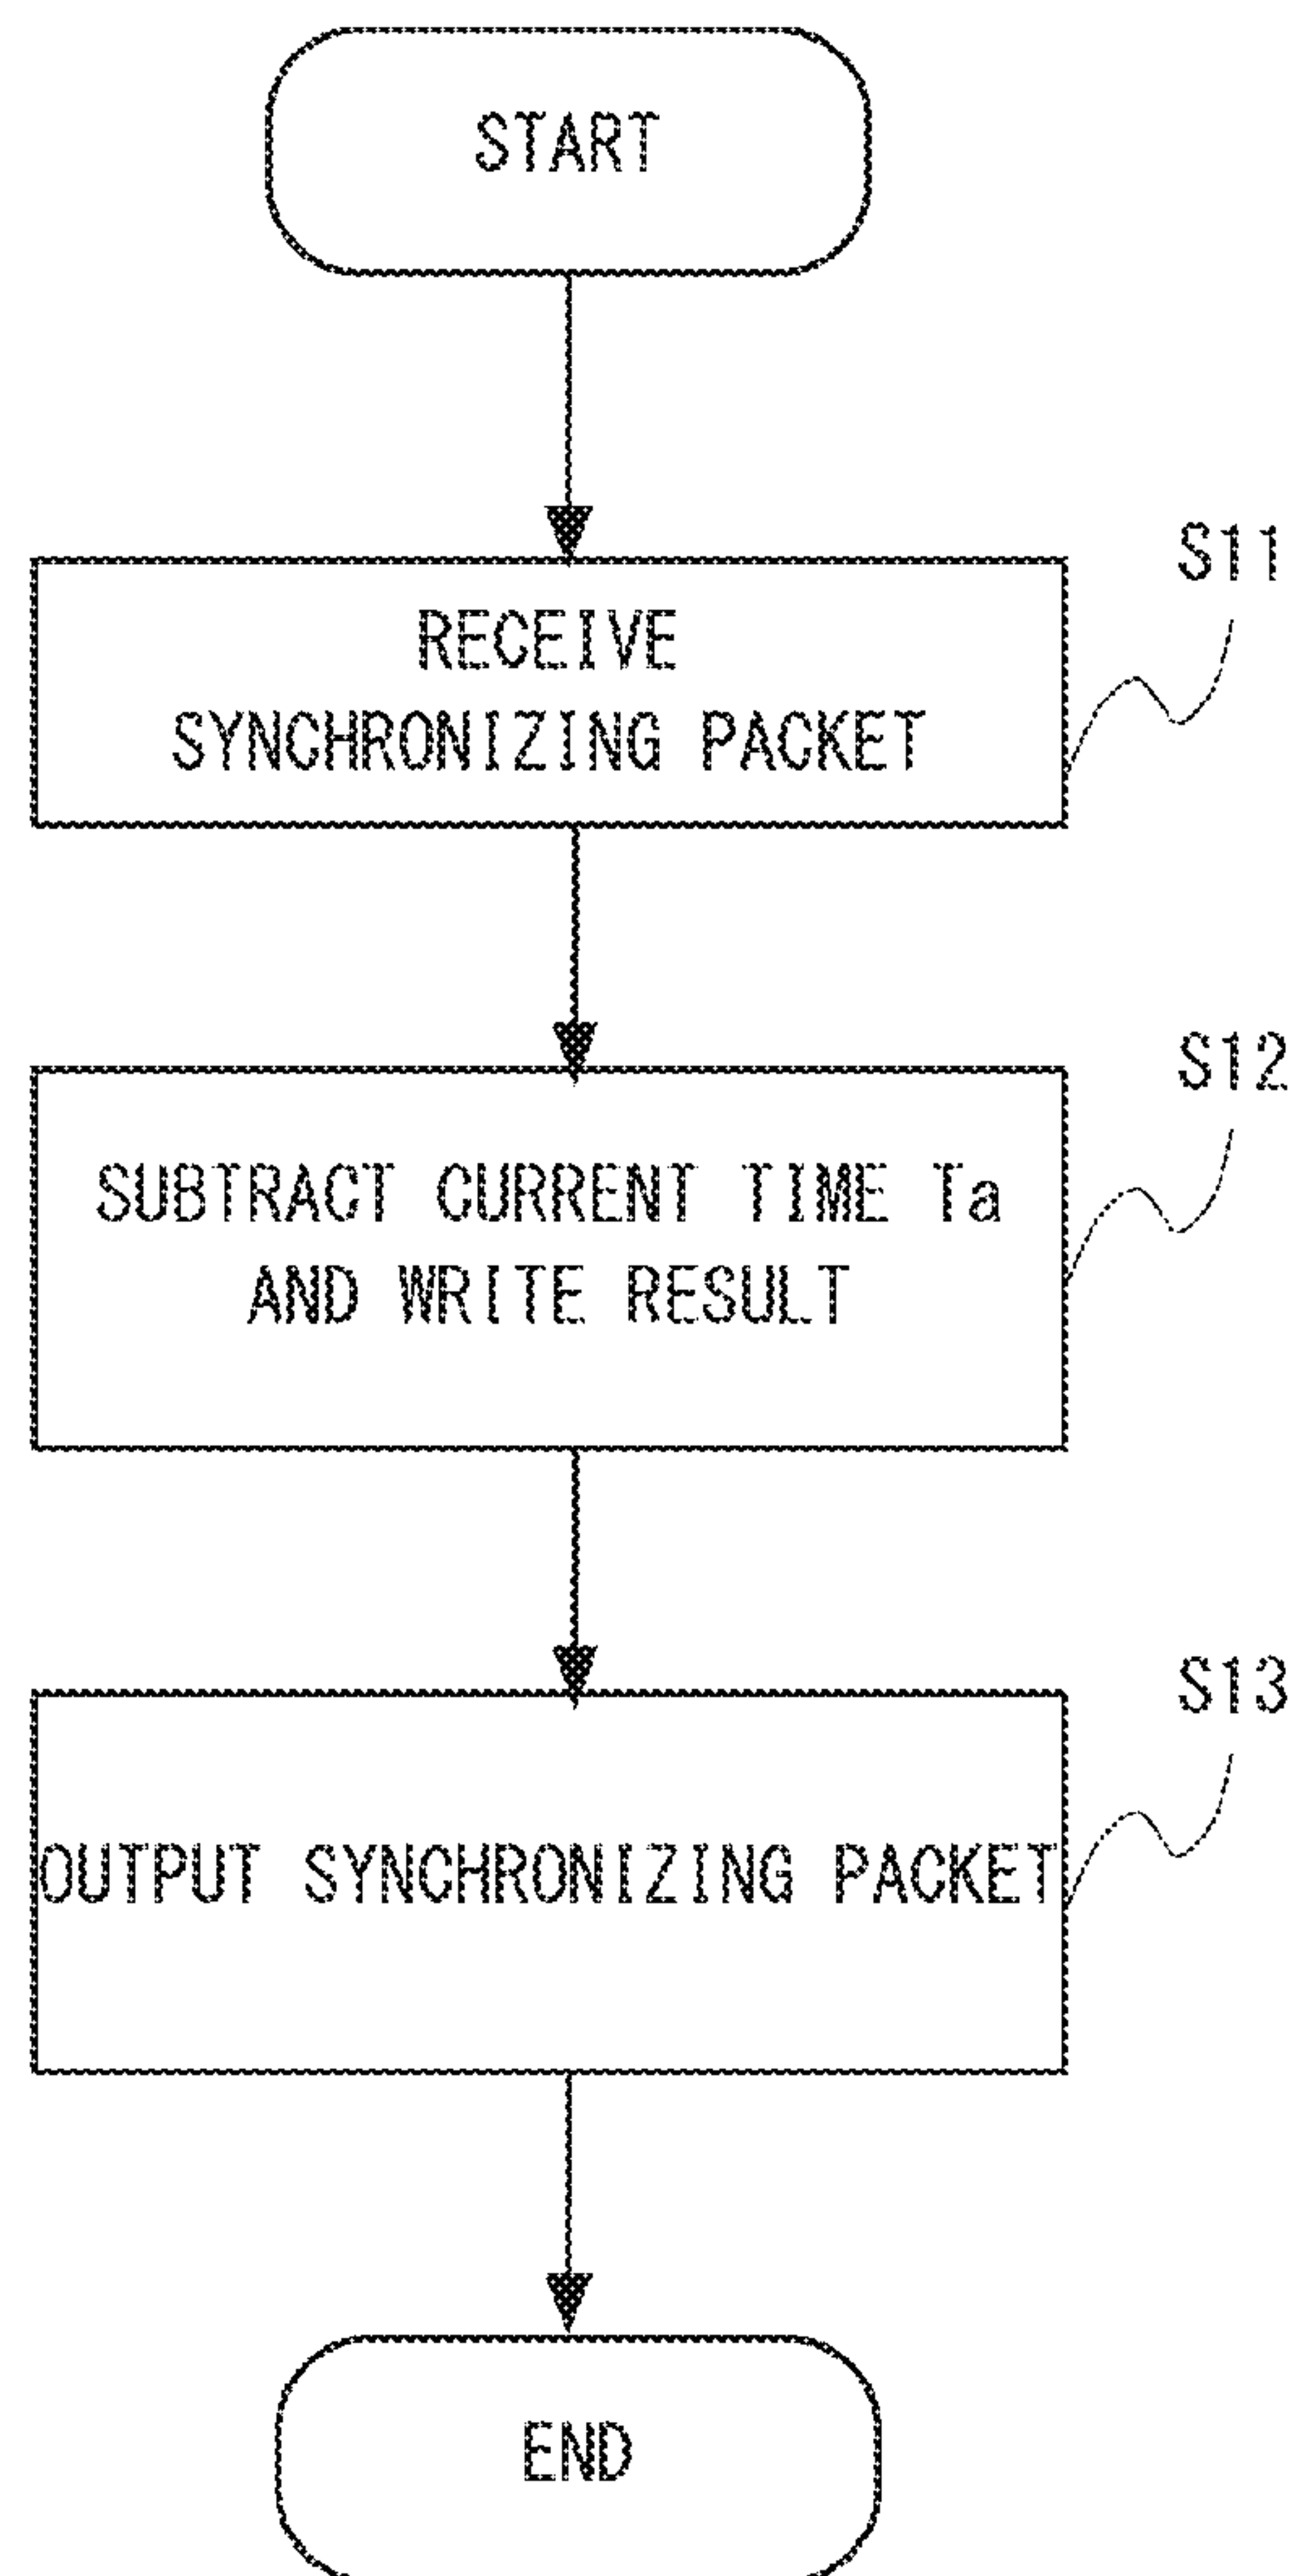 START
S11
RECEIVE
SYNCHRONIZING PACKET
S12
SUBTRACT CURRENT TIME Ta
AND WRITE RESULT
S13
OUTPUT SYNCHRONIZING PACKET
END